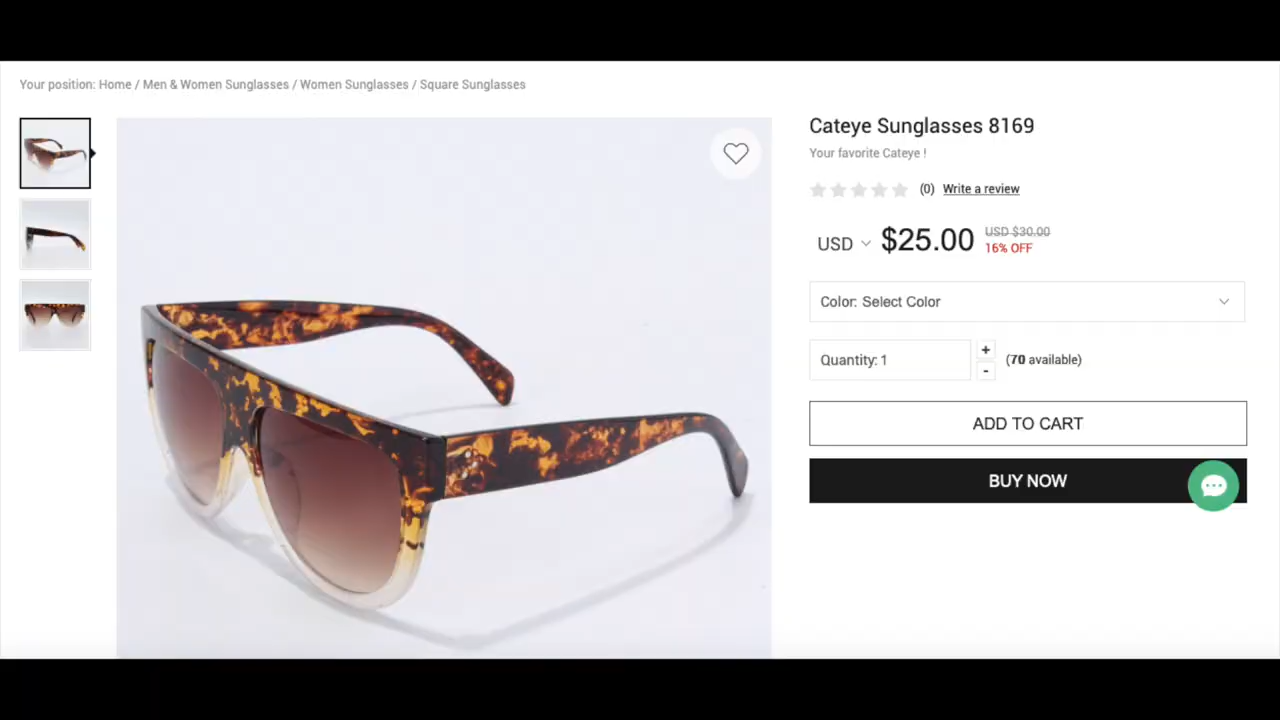 Your position: Home / Men & Women Sunglasses / Women Sunglasses / Square Sunglasses
Cateye Sunglasses 8169
Your favorite Cateye !
(0) Write a review
USD $25.00 USD $30.00
16% OFF
Color: Select Color
Quantity: 1 + (70 available)
-
ADD TO CART
BUY NOW